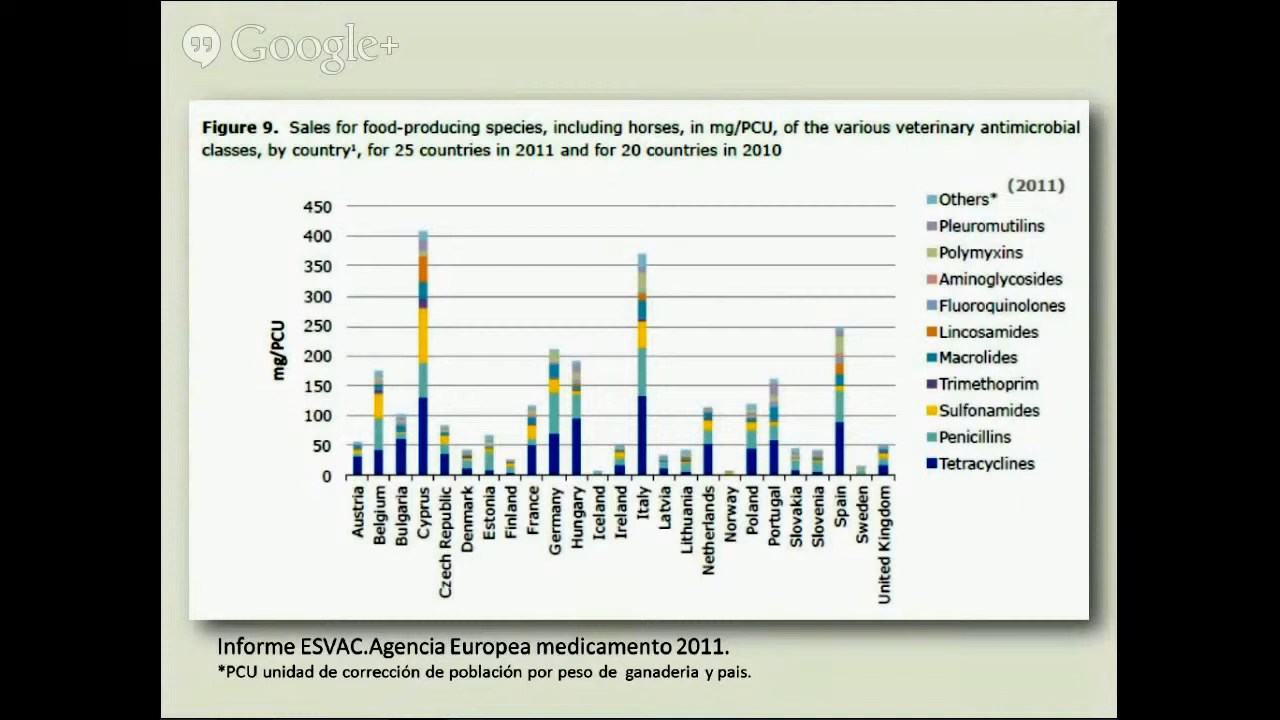 Google+
Figure 9. Sales for food-producing species, including horses, in mg/PCU, of the various veterinary antimicrobial
classes, by country¹, for 25 countries in 2011 and for 20 countries in 2010
(2011)
Others*
Pleuromutilins
Polymyxins
Aminoglycosides
Fluoroquinolones
Lincosamides
Macrolides
Trimethoprim
Sulfonamides
Penicillins
Tetracyclines
mg/PCU
450
400
350
300
250
200
150
100
50
0
Austria
Belgium
Bulgaria
Cyprus
Czech Republic
Denmark
Estonia
Finland
France
Germany
Hungary
Iceland
Ireland
Italy
Latvia
Lithuania
Netherlands
Norway
Poland
Portugal
Slovakia
Slovenia
Spain
Sweden
United Kingdom
Informe ESVAC.Agencia Europea medicamento 2011.
*PCU unidad de corrección de población por peso de ganaderia y pais.